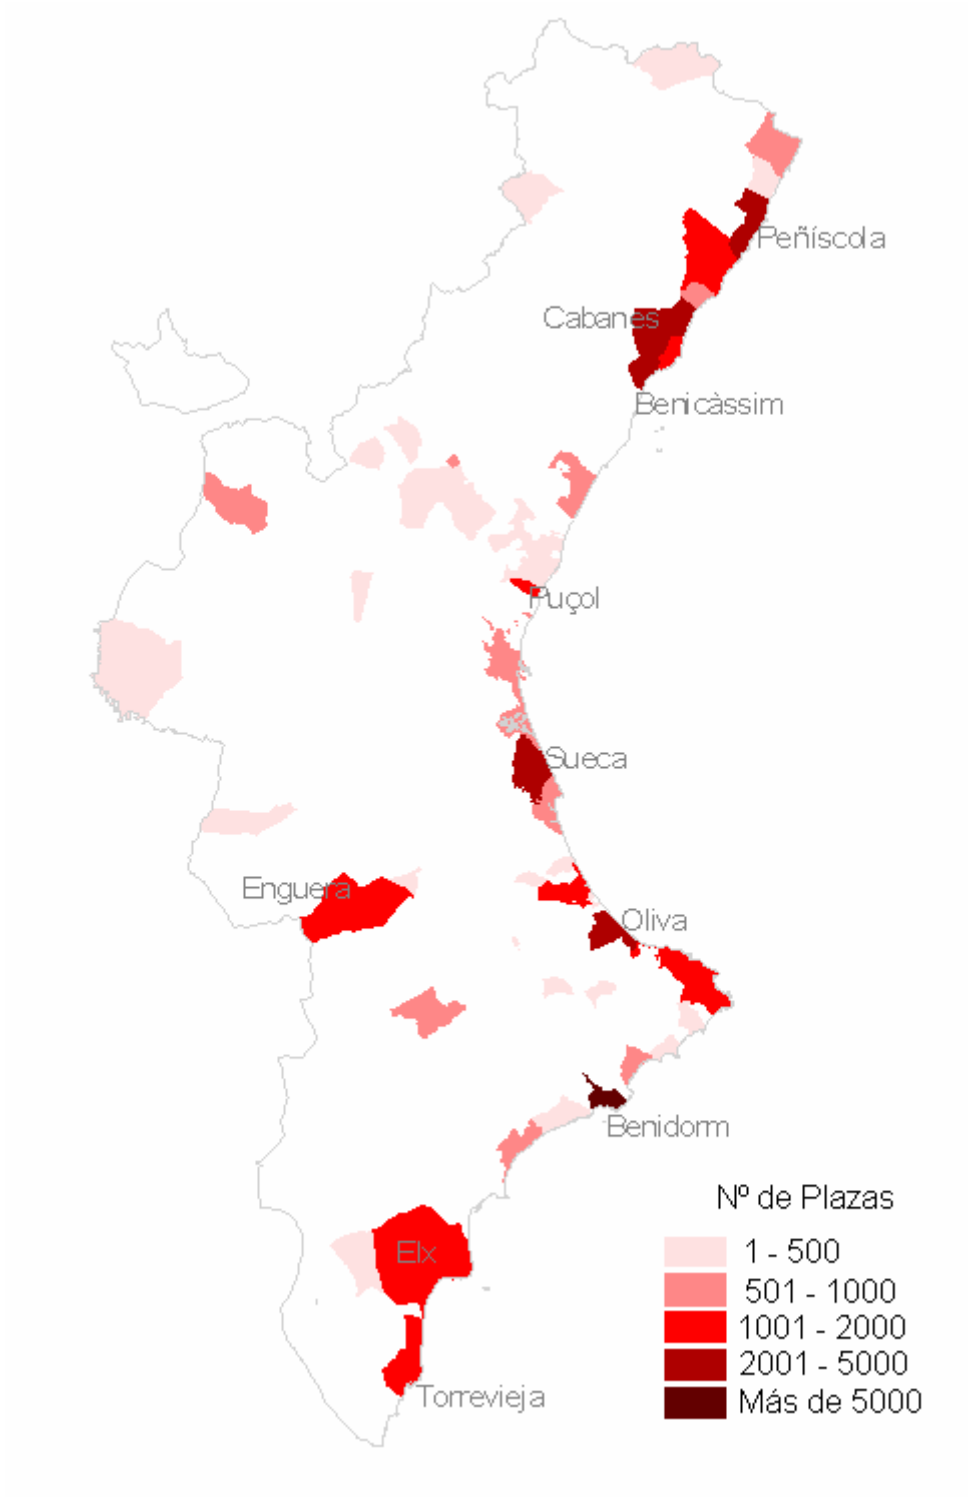 Peñíscola
Cabanes
Benicàssim
Puçol
Sueca
Enguera
Oliva
Benidorm
Nº de Plazas
1 - 500
Elx
501 - 1000
1001 - 2000
2001 - 5000
Torrevieja
Más de 5000